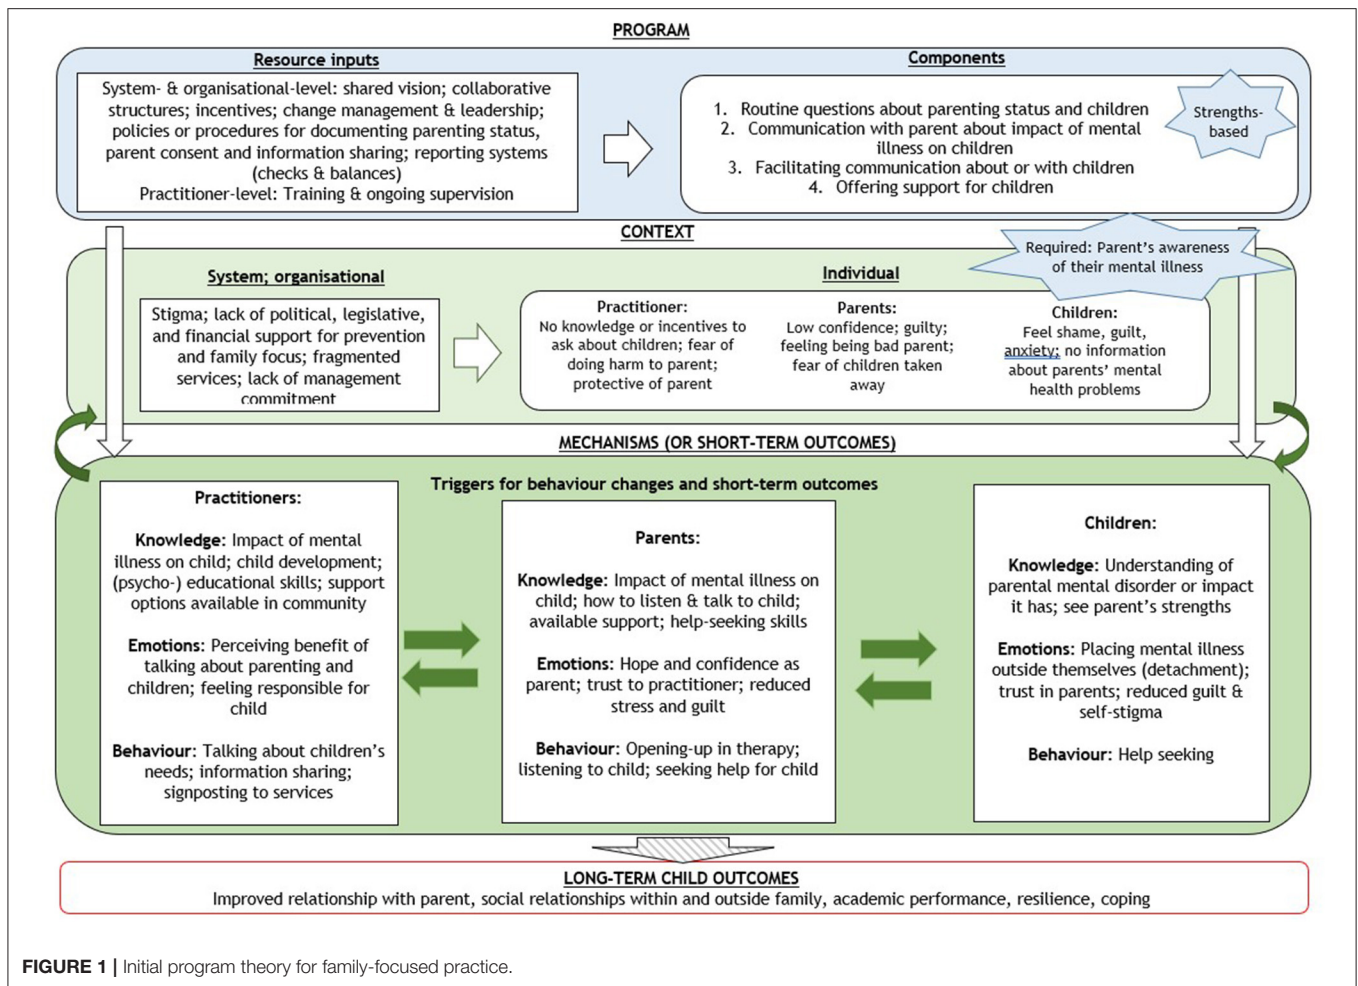 PROGRAM
Resource inputs
System- & organisational-level: shared vision; collaborative
structures; incentives; change management & leadership;
policies or procedures for documenting parenting status,
parent consent and information sharing; reporting systems
(checks & balances)
Practitioner-level: Training & ongoing supervision
Components
1. Routine questions about parenting status and children
2. Communication with parent about impact of mental
illness on children
3. Facilitating communication about or with children
4. Offering support for children
Strengths-
based
CONTEXT
Required: Parent's awareness
of their mental illness
System; organisational
Stigma; lack of political, legislative,
and financial support for prevention
and family focus; fragmented
services; lack of management
commitment
Individual
Practitioner:
No knowledge or incentives to
ask about children; fear of
doing harm to parent;
protective of parent
Parents:
Low confidence; guilty;
feeling being bad parent;
fear of children taken
away
Children:
Feel shame, guilt,
anxiety; no information
about parents' mental
health problems
MECHANISMS (OR SHORT-TERM OUTCOMES)
Triggers for behaviour changes and short-term outcomes
Practitioners:
Knowledge: Impact of mental
illness on child; child development;
(psycho-) educational skills; support
options available in community
Emotions: Perceiving benefit of
talking about parenting and
children; feeling responsible for
child
Behaviour: Talking about children's
needs; information sharing;
signposting to services
Parents:
Knowledge: Impact of mental illness on
child; how to listen & talk to child;
available support; help-seeking skills
Emotions: Hope and confidence as
parent; trust to practitioner; reduced
stress and guilt
Behaviour: Opening-up in therapy;
listening to child; seeking help for child
Children:
Knowledge: Understanding of
parental mental disorder or impact
it has; see parent's strengths
Emotions: Placing mental illness
outside themselves (detachment);
trust in parents; reduced guilt &
self-stigma
Behaviour: Help seeking
LONG-TERM CHILD OUTCOMES
Improved relationship with parent, social relationships within and outside family, academic performance, resilience, coping
FIGURE 1 | Initial program theory for family-focused practice.